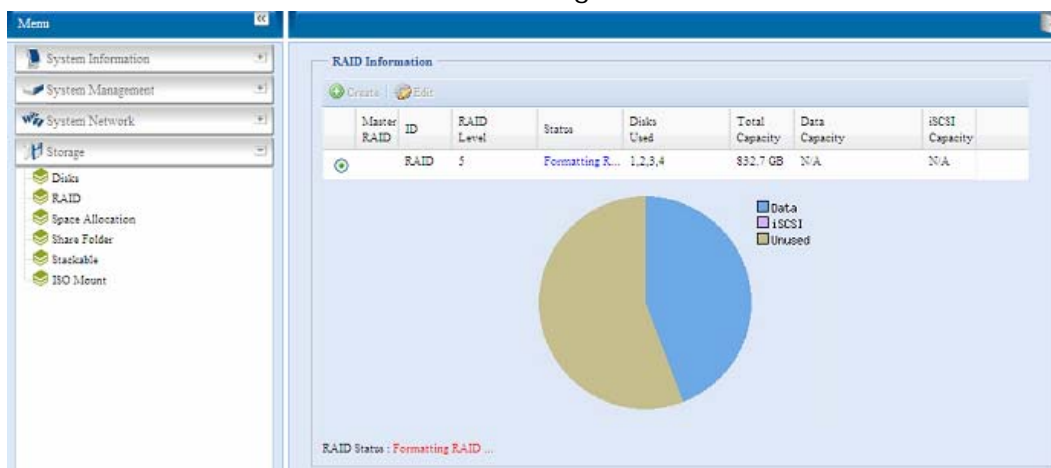 Menu
System Information
System Management
System Network
Storage
Disks
RAID
Space Allocation
Share Folder
Stackable
ISO Mount
RAID Information
Create Edit
Master RAID ID RAID Level Status Disks Used Total Capacity Data Capacity iSCSI Capacity
RAID 5 Formatting R... 1,2,3,4 832.7 GB N/A N/A
Data
iSCSI
Unused
RAID Status : Formatting RAID ...